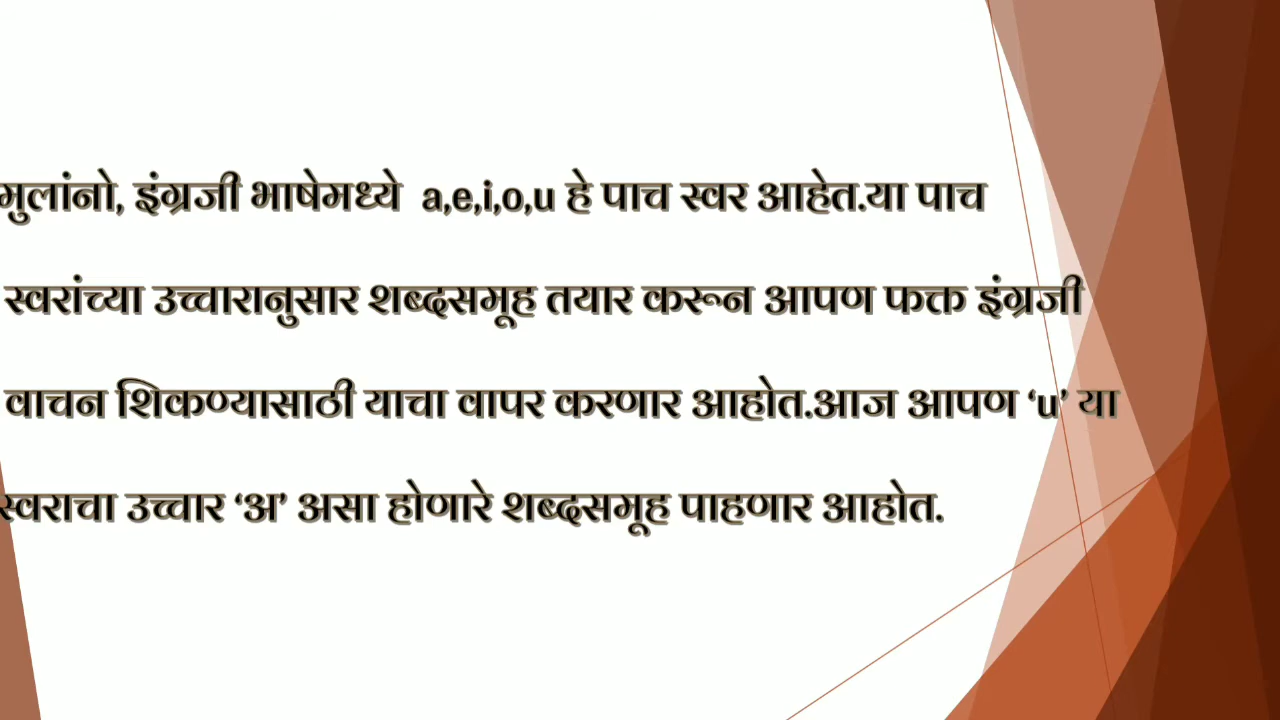 मुलांनो, इंग्रजी भाषेमध्ये a,e,i,o,u हे पाच स्वर आहेत.या पाच
स्वरांच्या उच्चारानुसार शब्दसमूह तयार करून आपण फक्त इंग्रजी
वाचन शिकण्यासाठी याचा वापर करणार आहोत.आज आपण ‘u’ या
स्वराचा उच्चार ‘अ’ असा होणारे शब्दसमूह पाहणार आहोत.